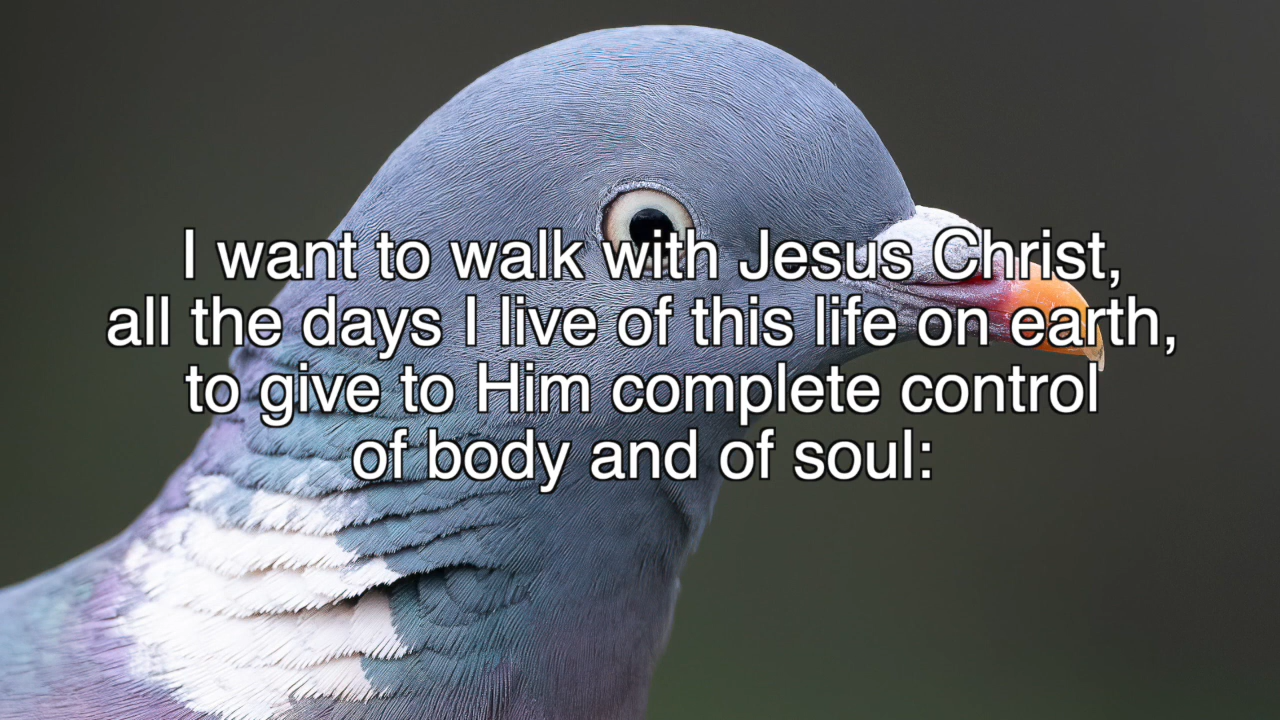 I want to walk with Jesus Christ,
all the days I live of this life on earth,
to give to Him complete control
of body and of soul: